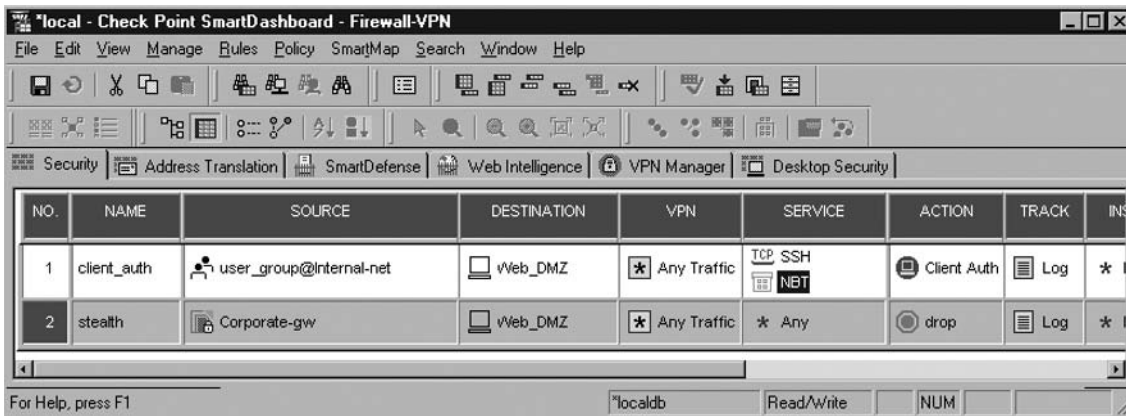 *local - Check Point SmartDashboard - Firewall-VPN
File Edit View Manage Rules Policy SmartMap Search Window Help
Security Address Translation SmartDefense Web Intelligence VPN Manager Desktop Security
NO. NAME SOURCE DESTINATION VPN SERVICE ACTION TRACK
1 client_auth user_group@Internal-net Web_DMZ * Any Traffic TCP SSH Client Auth Log *
NBT
2 stealth Corporate-gw Web_DMZ * Any Traffic * Any drop Log *
For Help, press F1 *localdb Read/Write NUM